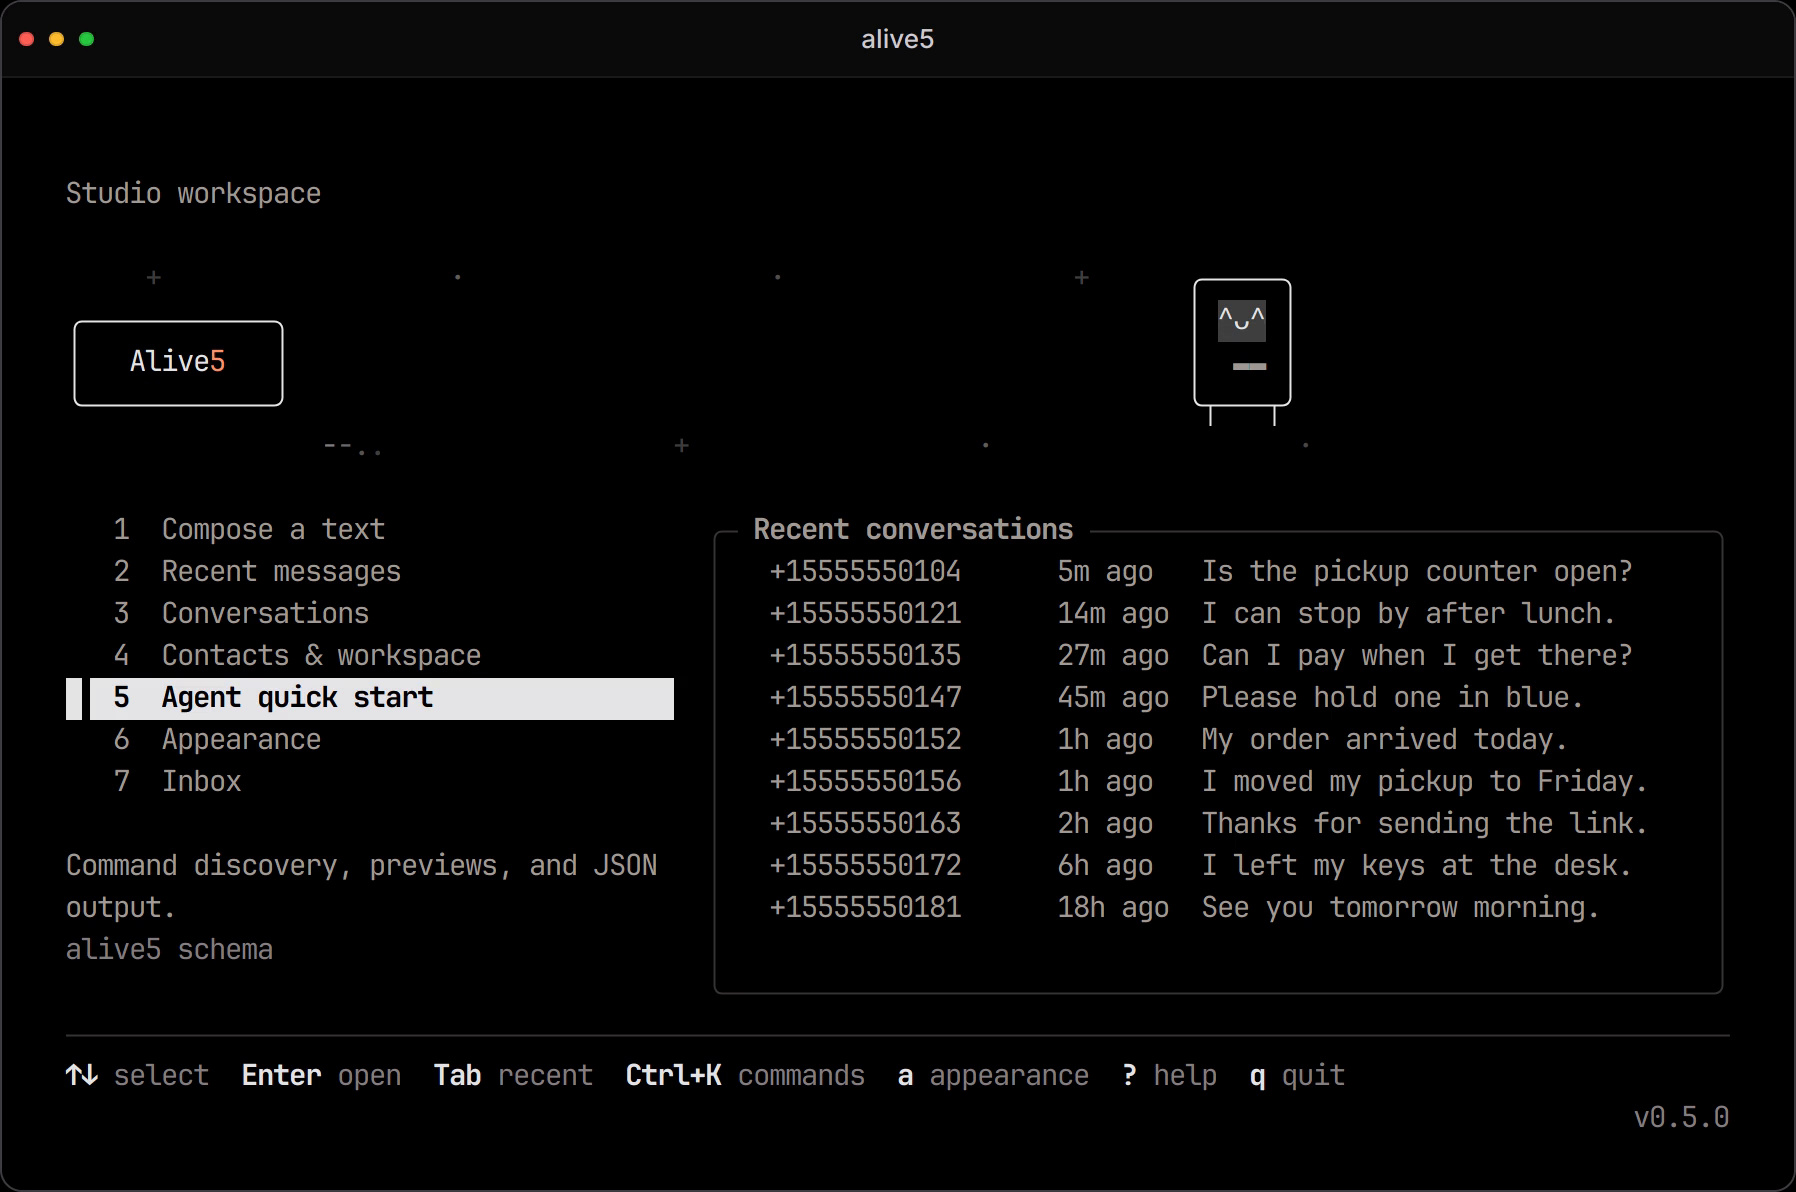 alive5
Studio workspace
Alive5
1 Compose a text
2 Recent messages
3 Conversations
4 Contacts & workspace
5 Agent quick start
6 Appearance
7 Inbox
Command discovery, previews, and JSON
output.
alive5 schema
Recent conversations
+15555550104 5m ago Is the pickup counter open?
+15555550121 14m ago I can stop by after lunch.
+15555550135 27m ago Can I pay when I get there?
+15555550147 45m ago Please hold one in blue.
+15555550152 1h ago My order arrived today.
+15555550156 1h ago I moved my pickup to Friday.
+15555550163 2h ago Thanks for sending the link.
+15555550172 6h ago I left my keys at the desk.
+15555550181 18h ago See you tomorrow morning.
↑↓ select Enter open Tab recent Ctrl+K commands a appearance ? help q quit
v0.5.0